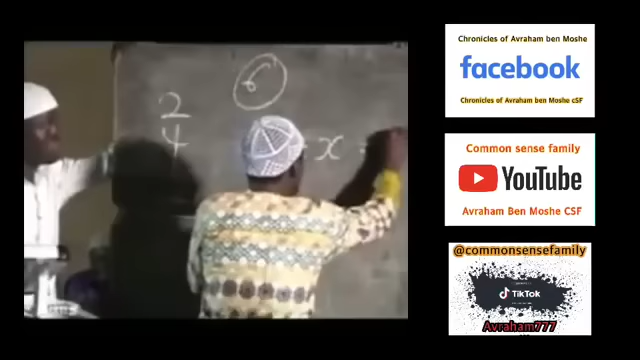 6
2
4
x
Chronicles of Avraham ben Moshe
facebook
Chronicles of Avraham ben Moshe cSF
Common sense family
YouTube
Avraham Ben Moshe CSF
@commonsensefamily
TikTok
Avraham777